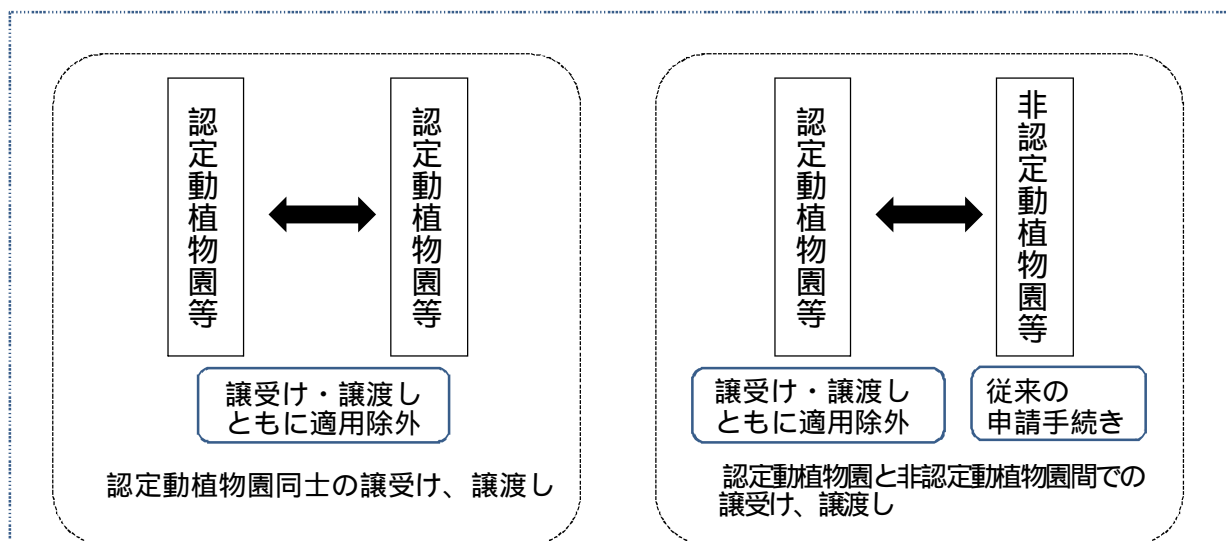 認定動植物園等
認定動植物園等
譲受け・譲渡し
ともに適用除外
認定動植物園同士の譲受け、譲渡し
認定動植物園等
非認定動植物園等
譲受け・譲渡し
ともに適用除外
従来の
申請手続き
認定動植物園と非認定動植物園間での
譲受け、譲渡し